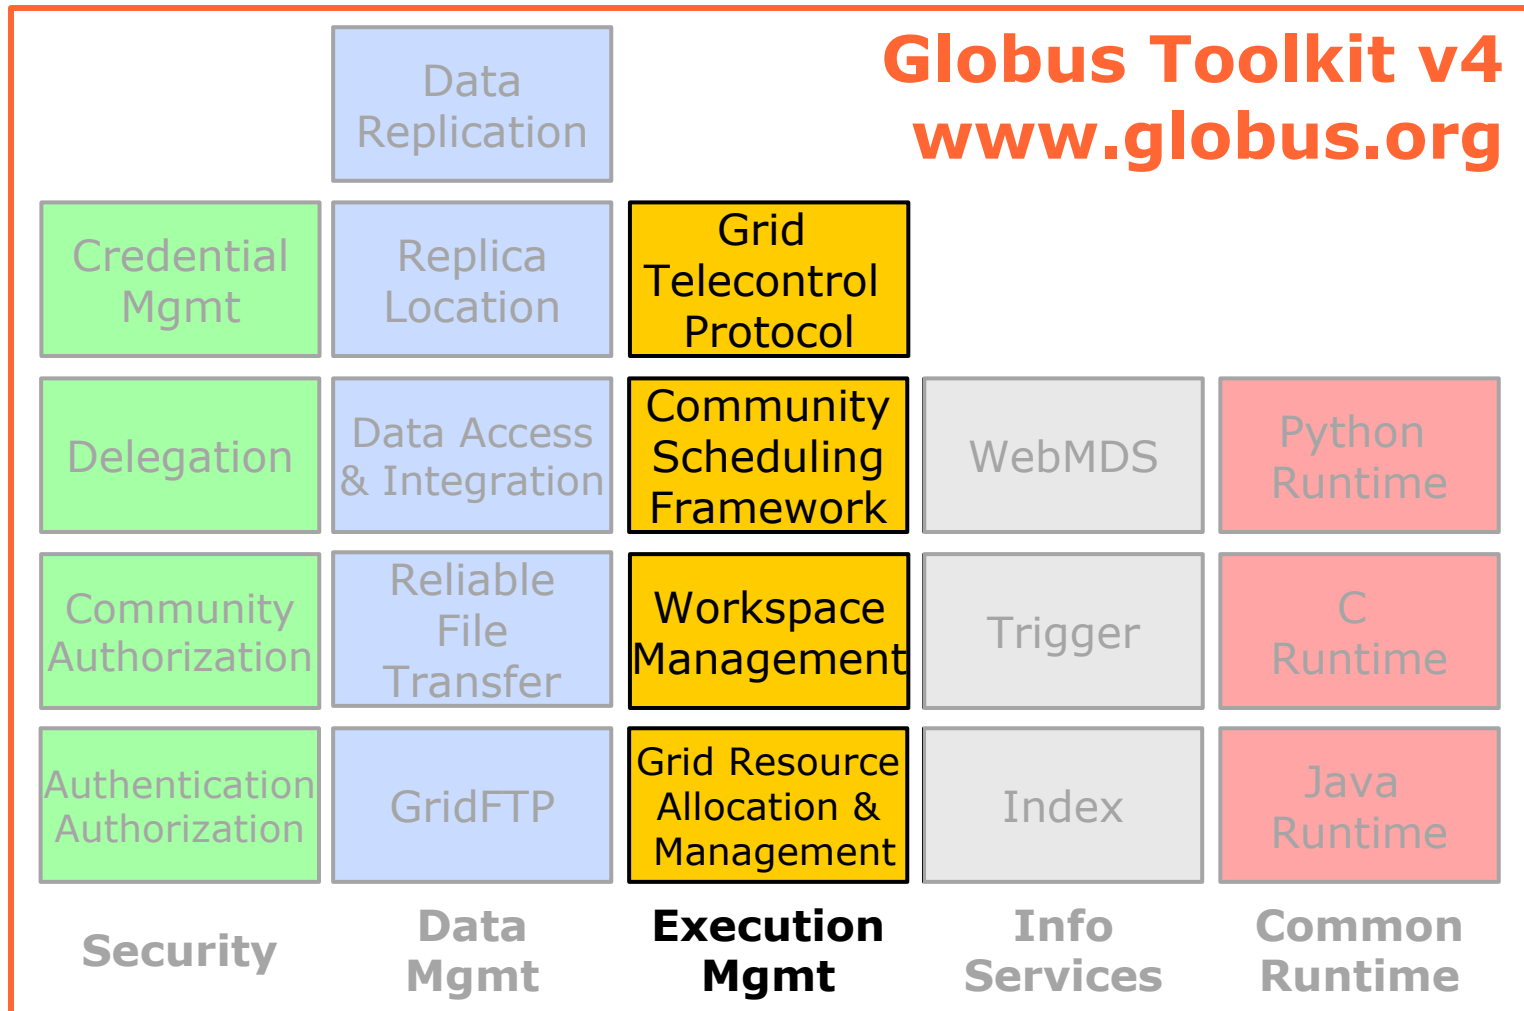 Globus Toolkit v4
www.globus.org
Data
Replication
Credential
Mgmt
Replica
Location
Grid
Telecontrol
Protocol
Delegation
Data Access
& Integration
Community
Scheduling
Framework
WebMDS
Python
Runtime
Community
Authorization
Reliable
File
Transfer
Workspace
Management
Trigger
C
Runtime
Authentication
Authorization
GridFTP
Grid Resource
Allocation &
Management
Index
Java
Runtime
Security
Data
Mgmt
Execution
Mgmt
Info
Services
Common
Runtime